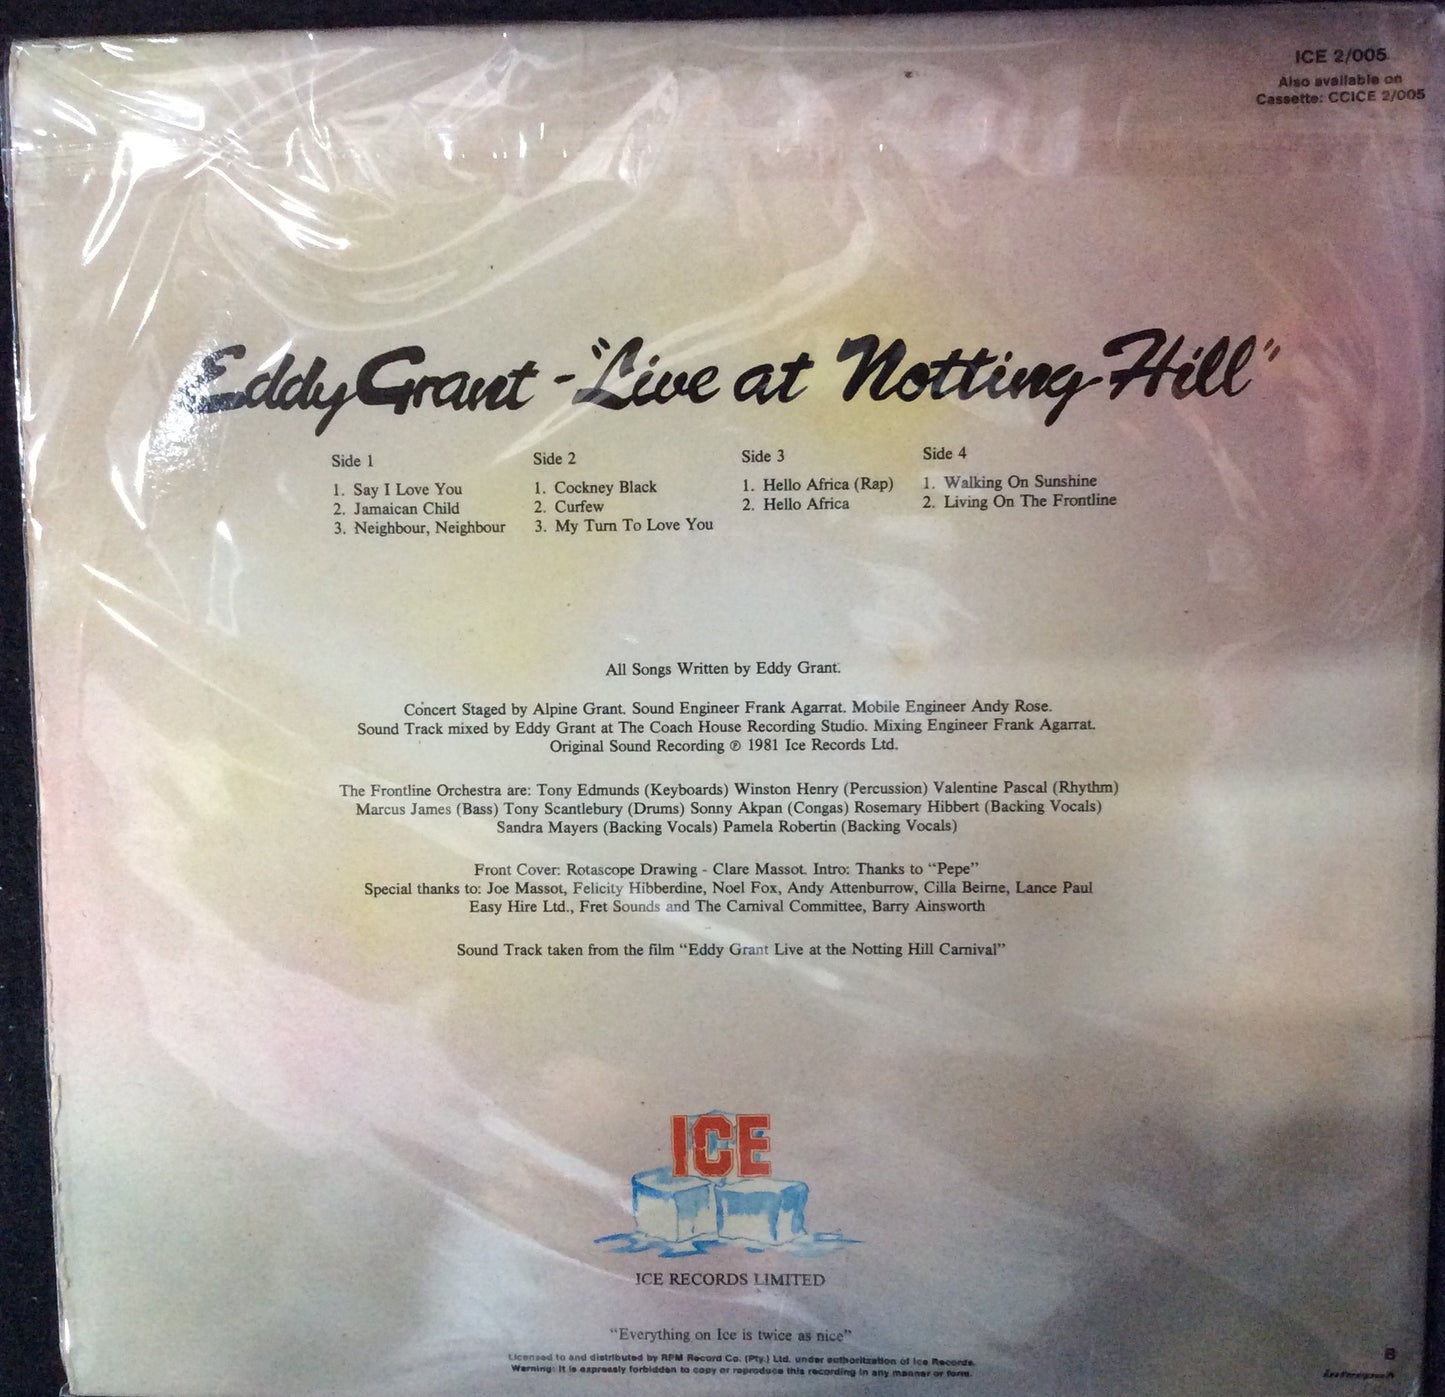 ICE 2/005
Also available on
Cassette: CCICE 2/005
Eddy Grant - "Live at Notting Hill"
Side 1
1. Say I Love You
2. Jamaican Child
3. Neighbour, Neighbour
Side 2
1. Cockney Black
2. Curfew
3. My Turn To Love You
Side 3
1. Hello Africa (Rap)
2. Hello Africa
Side 4
1. Walking On Sunshine
2. Living On The Frontline
All Songs Written by Eddy Grant.
Concert Staged by Alpine Grant. Sound Engineer Frank Agarrat. Mobile Engineer Andy Rose.
Sound Track mixed by Eddy Grant at The Coach House Recording Studio. Mixing Engineer Frank Agarrat.
Original Sound Recording ℗ 1981 Ice Records Ltd.
The Frontline Orchestra are: Tony Edmunds (Keyboards) Winston Henry (Percussion) Valentine Pascal (Rhythm)
Marcus James (Bass) Tony Scantlebury (Drums) Sonny Akpan (Congas) Rosemary Hibbert (Backing Vocals)
Sandra Mayers (Backing Vocals) Pamela Robertin (Backing Vocals)
Front Cover: Rotascope Drawing - Clare Massot. Intro: Thanks to "Pepe"
Special thanks to: Joe Massot, Felicity Hibberdine, Noel Fox, Andy Attenburrow, Cilla Beirne, Lance Paul
Easy Hire Ltd., Fret Sounds and The Carnival Committee, Barry Ainsworth
Sound Track taken from the film "Eddy Grant Live at the Notting Hill Carnival"
ICE
ICE RECORDS LIMITED
"Everything on Ice is twice as nice"
Licensed to and distributed by RPM Record Co. (Pty.) Ltd. under authorization of Ice Records.
Warning: It is expressly forbidden to copy or reproduce this recording in any manner or form.